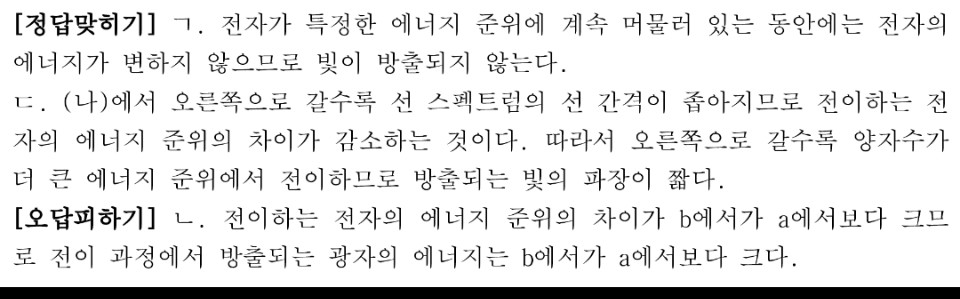 [정답맞히기] ㄱ. 전자가 특정한 에너지 준위에 계속 머물러 있는 동안에는 전자의
에너지가 변하지 않으므로 빛이 방출되지 않는다.
ㄷ. (나)에서 오른쪽으로 갈수록 선 스펙트럼의 선 간격이 좁아지므로 전이하는 전
자의 에너지 준위의 차이가 감소하는 것이다. 따라서 오른쪽으로 갈수록 양자수가
더 큰 에너지 준위에서 전이하므로 방출되는 빛의 파장이 짧다.
[오답피하기] ㄴ. 전이하는 전자의 에너지 준위의 차이가 b에서가 a에서보다 크므
로 전이 과정에서 방출되는 광자의 에너지는 b에서가 a에서보다 크다.